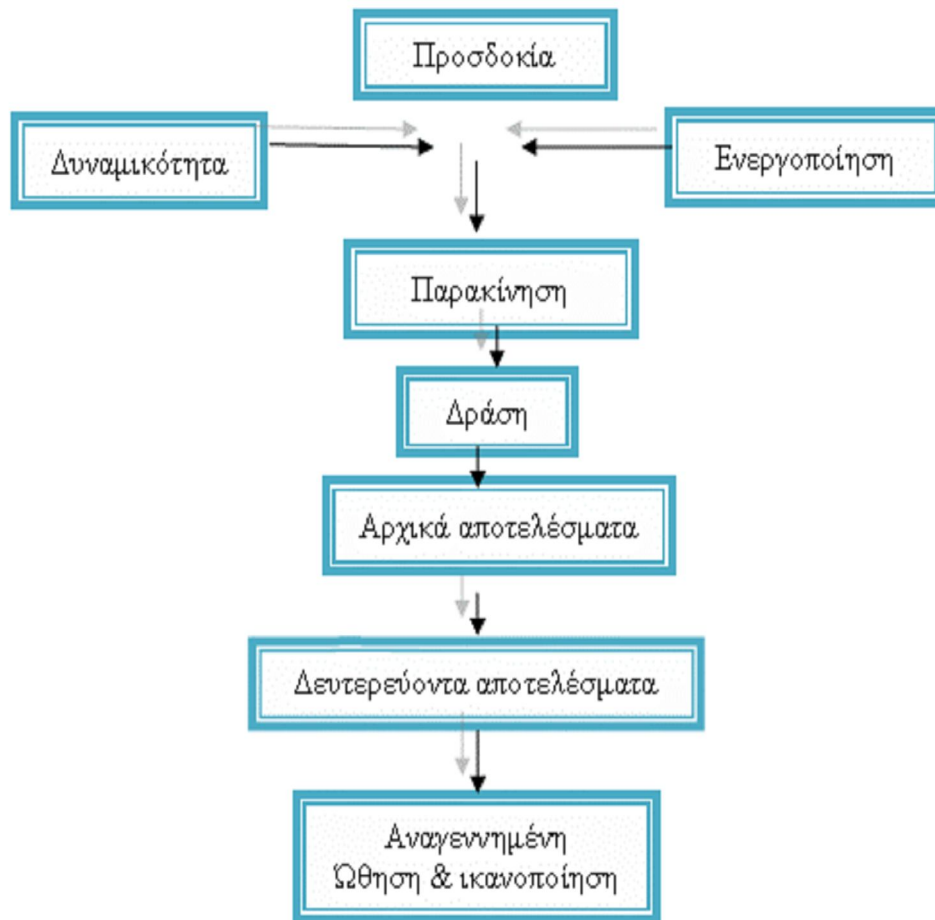 Προσδοκία
Δυναμικότητα
Ενεργοποίηση
Παρακίνηση
Δράση
Αρχικά αποτελέσματα
Δευτερεύοντα αποτελέσματα
Αναγεννημένη
Ώθηση & ικανοποίηση